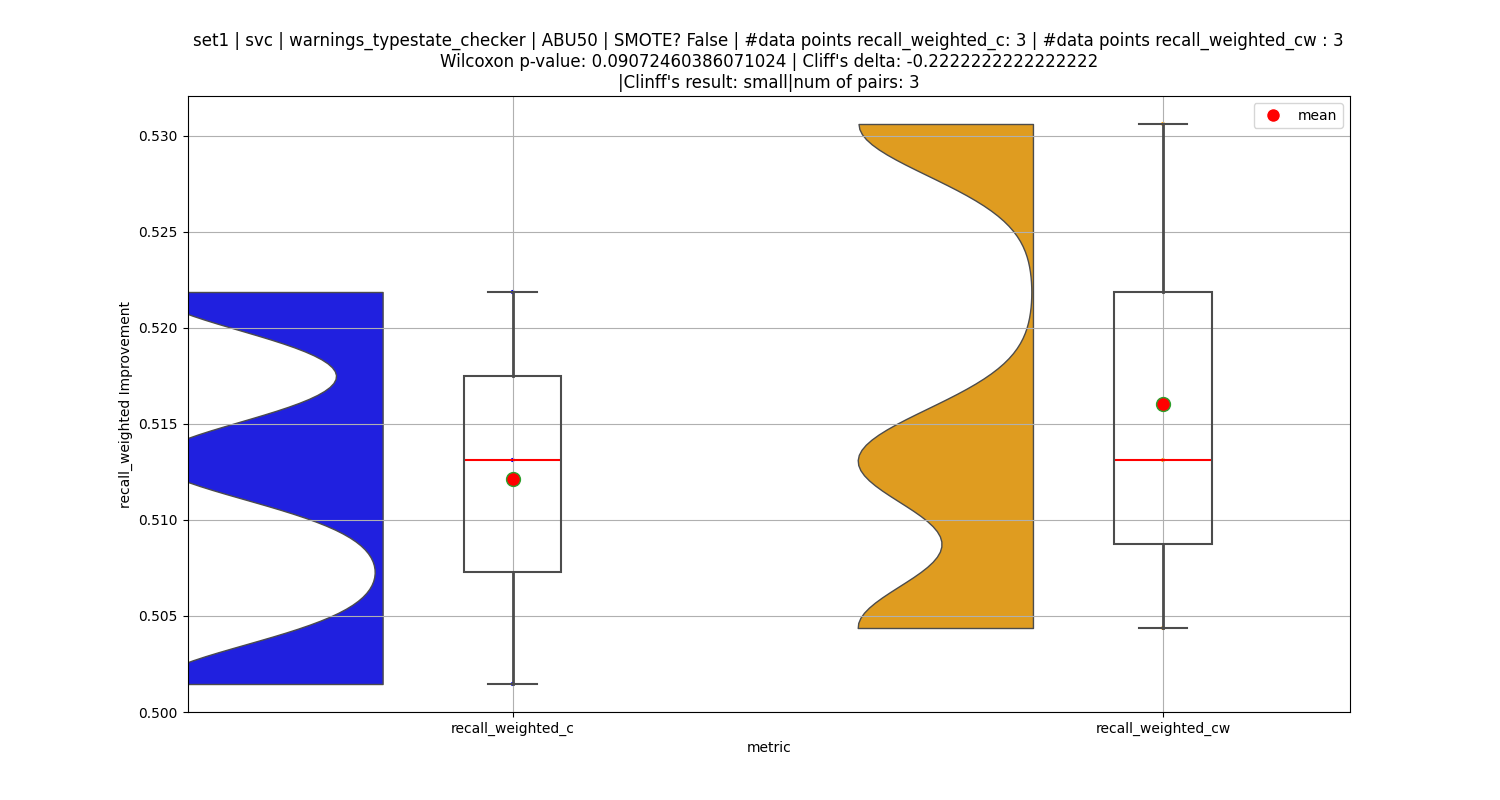 set1 | svc | warnings_typestate_checker | ABU50 | SMOTE? False | #data points recall_weighted_c: 3 | #data points recall_weighted_cw : 3
Wilcoxon p-value: 0.09072460386071024 | Cliff's delta: -0.2222222222222222
|Clinff's result: small|num of pairs: 3
mean
0.530
0.525
0.520
0.515
0.510
0.505
0.500
recall_weighted Improvement
recall_weighted_c
recall_weighted_cw
metric